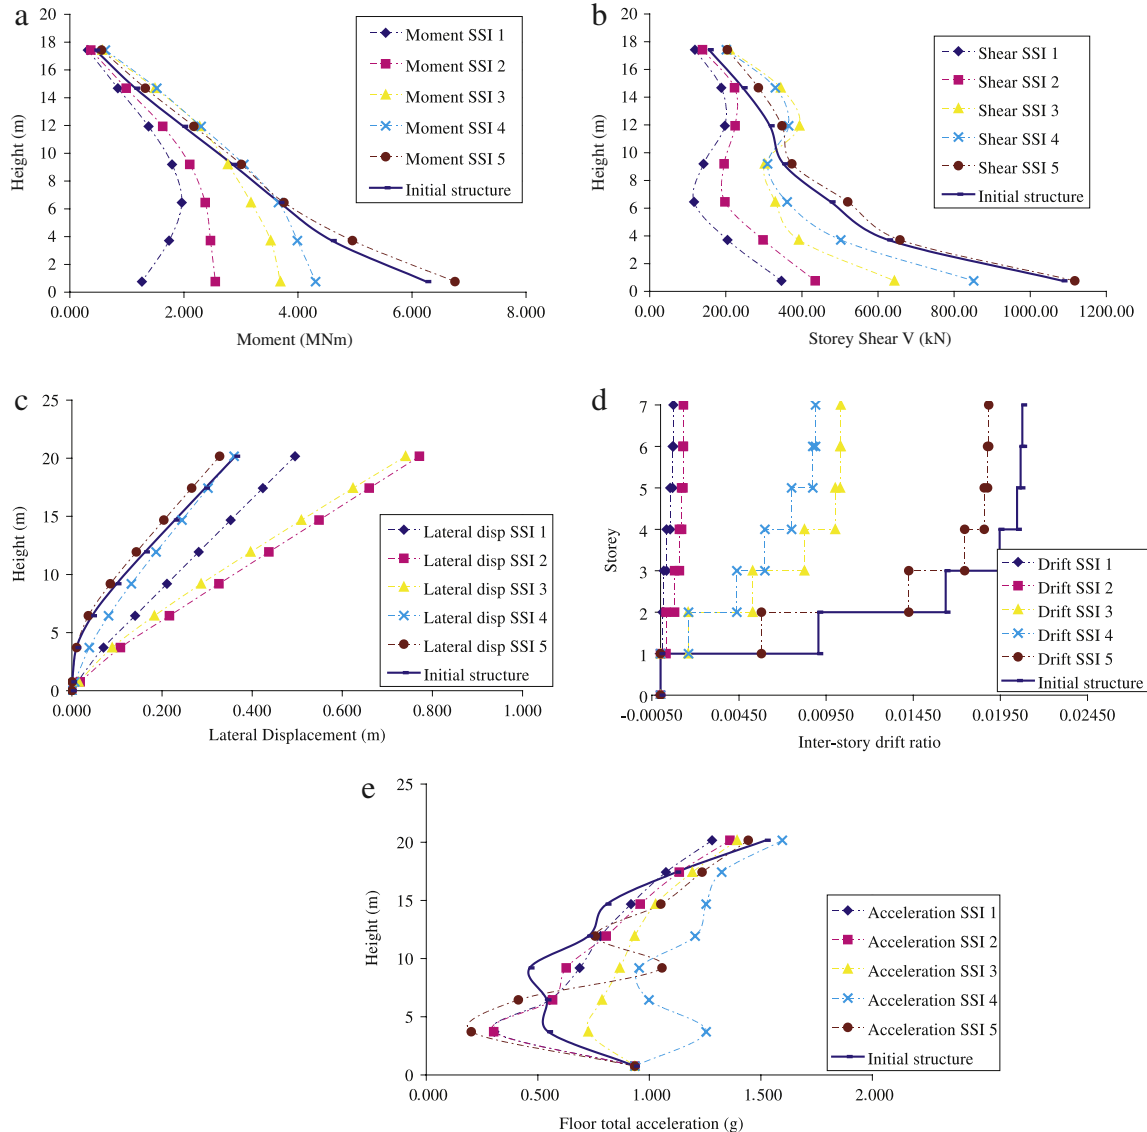 a
Height (m)
20
18
16
14
12
10
8
6
4
2
0
0.000 2.000 4.000 6.000 8.000
Moment (MNm)
Moment SSI 1
Moment SSI 2
Moment SSI 3
Moment SSI 4
Moment SSI 5
Initial structure
b
Height (m)
20
18
16
14
12
10
8
6
4
2
0
0.00 200.00 400.00 600.00 800.00 1000.00 1200.00
Storey Shear V (kN)
Shear SSI 1
Shear SSI 2
Shear SSI 3
Shear SSI 4
Shear SSI 5
Initial structure
c
Height (m)
25
20
15
10
5
0
0.000 0.200 0.400 0.600 0.800 1.000
Lateral Displacement (m)
Lateral disp SSI 1
Lateral disp SSI 2
Lateral disp SSI 3
Lateral disp SSI 4
Lateral disp SSI 5
Initial structure
d
Storey
7
6
5
4
3
2
1
0
-0.00050 0.00450 0.00950 0.01450 0.01950 0.02450
Inter-story drift ratio
Drift SSI 1
Drift SSI 2
Drift SSI 3
Drift SSI 4
Drift SSI 5
Initial structure
e
Height (m)
25
20
15
10
5
0
0.000 0.500 1.000 1.500 2.000
Floor total acceleration (g)
Acceleration SSI 1
Acceleration SSI 2
Acceleration SSI 3
Acceleration SSI 4
Acceleration SSI 5
Initial structure